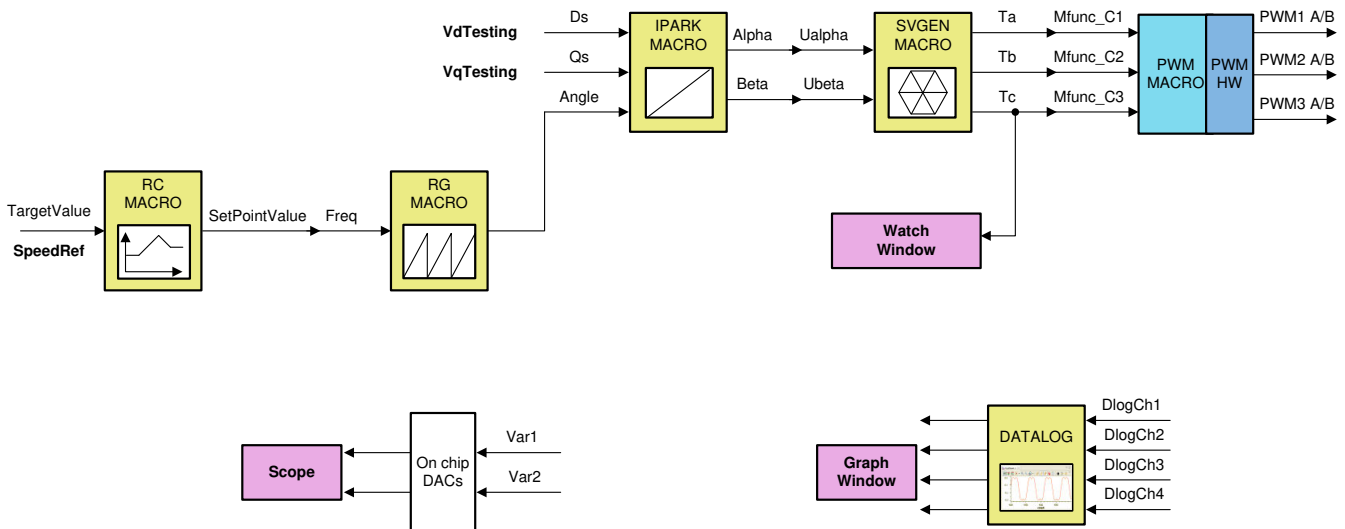 VdTesting
Ds
VqTesting
Qs
Angle
IPARK
MACRO
Alpha
Ualpha
Beta
Ubeta
SVGEN
MACRO
Ta
Mfunc_C1
Tb
Mfunc_C2
Tc
Mfunc_C3
PWM
MACRO
PWM
HW
PWM1 A/B
PWM2 A/B
PWM3 A/B
TargetValue
SpeedRef
RC
MACRO
SetPointValue
Freq
RG
MACRO
Watch
Window
Scope
On chip
DACs
Var1
Var2
Graph
Window
DATALOG
DlogCh1
DlogCh2
DlogCh3
DlogCh4